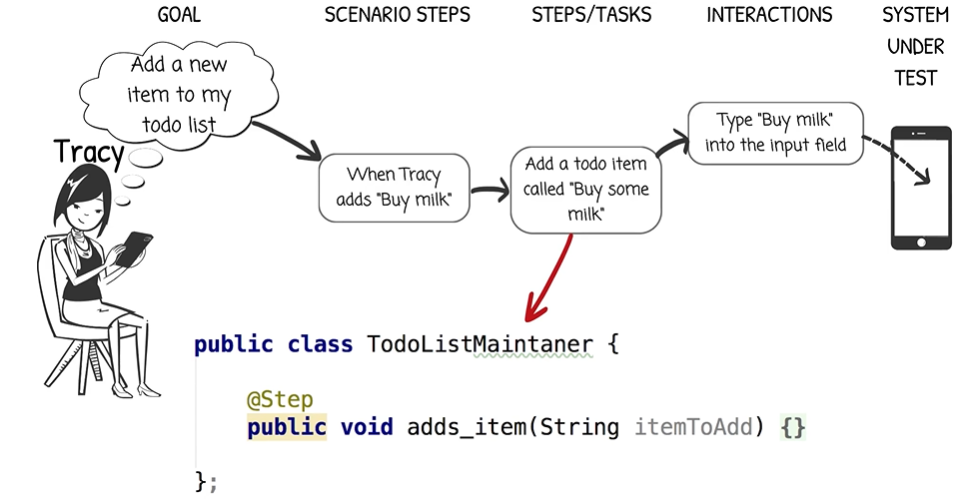 GOAL
SCENARIO STEPS
STEPS/TASKS
INTERACTIONS
SYSTEM
UNDER
TEST
Add a new
item to my
todo list
Tracy
When Tracy
adds "Buy milk"
Add a todo item
called "Buy some
milk"
Type "Buy milk"
into the input field
public class TodoListMaintaner {
@Step
public void adds_item(String itemToAdd) {}
};